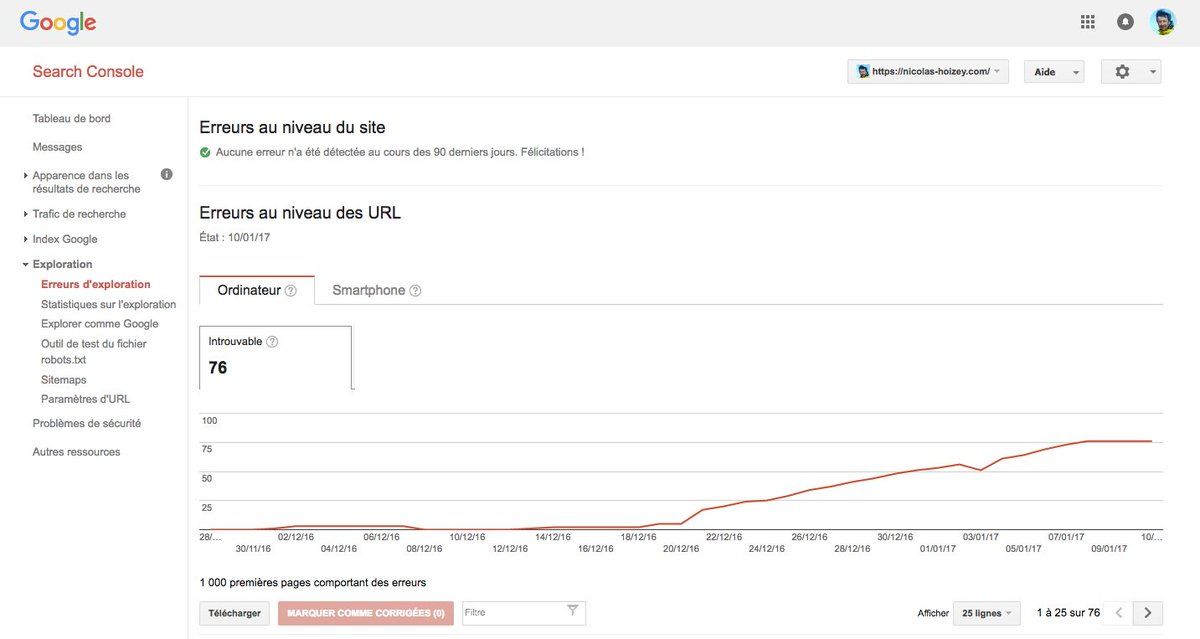 Google
Search Console
https://nicolas-hoizey.com/
Aide
Tableau de bord
Messages
Apparence dans les
résultats de recherche
Trafic de recherche
Index Google
Exploration
Erreurs d'exploration
Statistiques sur l'exploration
Explorer comme Google
Outil de test du fichier
robots.txt
Sitemaps
Paramètres d'URL
Problèmes de sécurité
Autres ressources
Erreurs au niveau du site
Aucune erreur n'a été détectée au cours des 90 derniers jours. Félicitations !
Erreurs au niveau des URL
État : 10/01/17
Ordinateur ?
Smartphone ?
Introuvable ?
76
100
75
50
25
28/... 02/12/16 06/12/16 10/12/16 14/12/16 18/12/16 22/12/16 26/12/16 30/12/16 03/01/17 07/01/17 10/...
30/11/16 04/12/16 08/12/16 12/12/16 16/12/16 20/12/16 24/12/16 28/12/16 01/01/17 05/01/17 09/01/17
1 000 premières pages comportant des erreurs
Télécharger MARQUER COMME CORRIGÉES (0) Filtre Afficher 25 lignes 1 à 25 sur 76